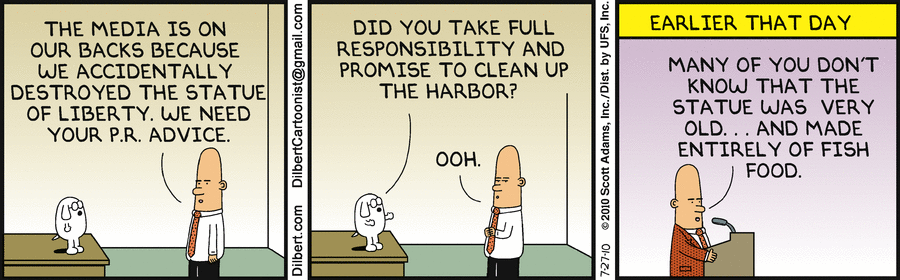 THE MEDIA IS ON
OUR BACKS BECAUSE
WE ACCIDENTALLY
DESTROYED THE STATUE
OF LIBERTY. WE NEED
YOUR P.R. ADVICE.
Dilbert.com DilbertCartoonist@gmail.com
DID YOU TAKE FULL
RESPONSIBILITY AND
PROMISE TO CLEAN UP
THE HARBOR?
OOH.
7-27-10 © 2010 Scott Adams, Inc./Dist. by UFS, Inc.
EARLIER THAT DAY
MANY OF YOU DON'T
KNOW THAT THE
STATUE WAS VERY
OLD. . . AND MADE
ENTIRELY OF FISH
FOOD.